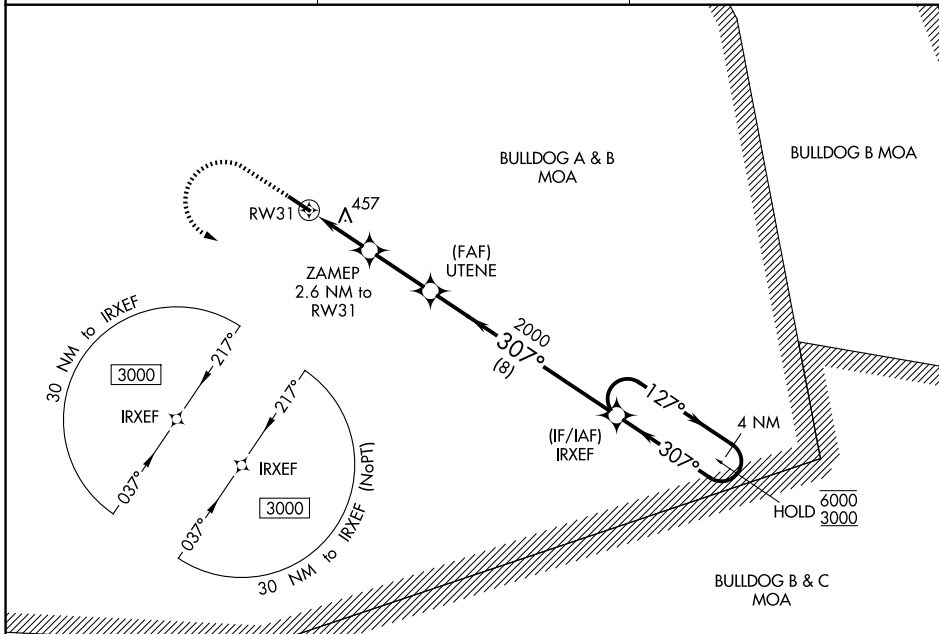 BULLDOG A & B
MOA
BULLDOG B MOA
457
RW31
(FAF)
UTENE
ZAMEP
2.6 NM to
RW31
30 NM to IRXEF
217°
3000
IRXEF
037°
217°
IRXEF
3000
037°
30 NM to IRXEF (NoPT)
2000
307°
(8)
127°
4 NM
(IF/IAF)
IRXEF
307°
HOLD 6000
3000
BULLDOG B & C
MOA